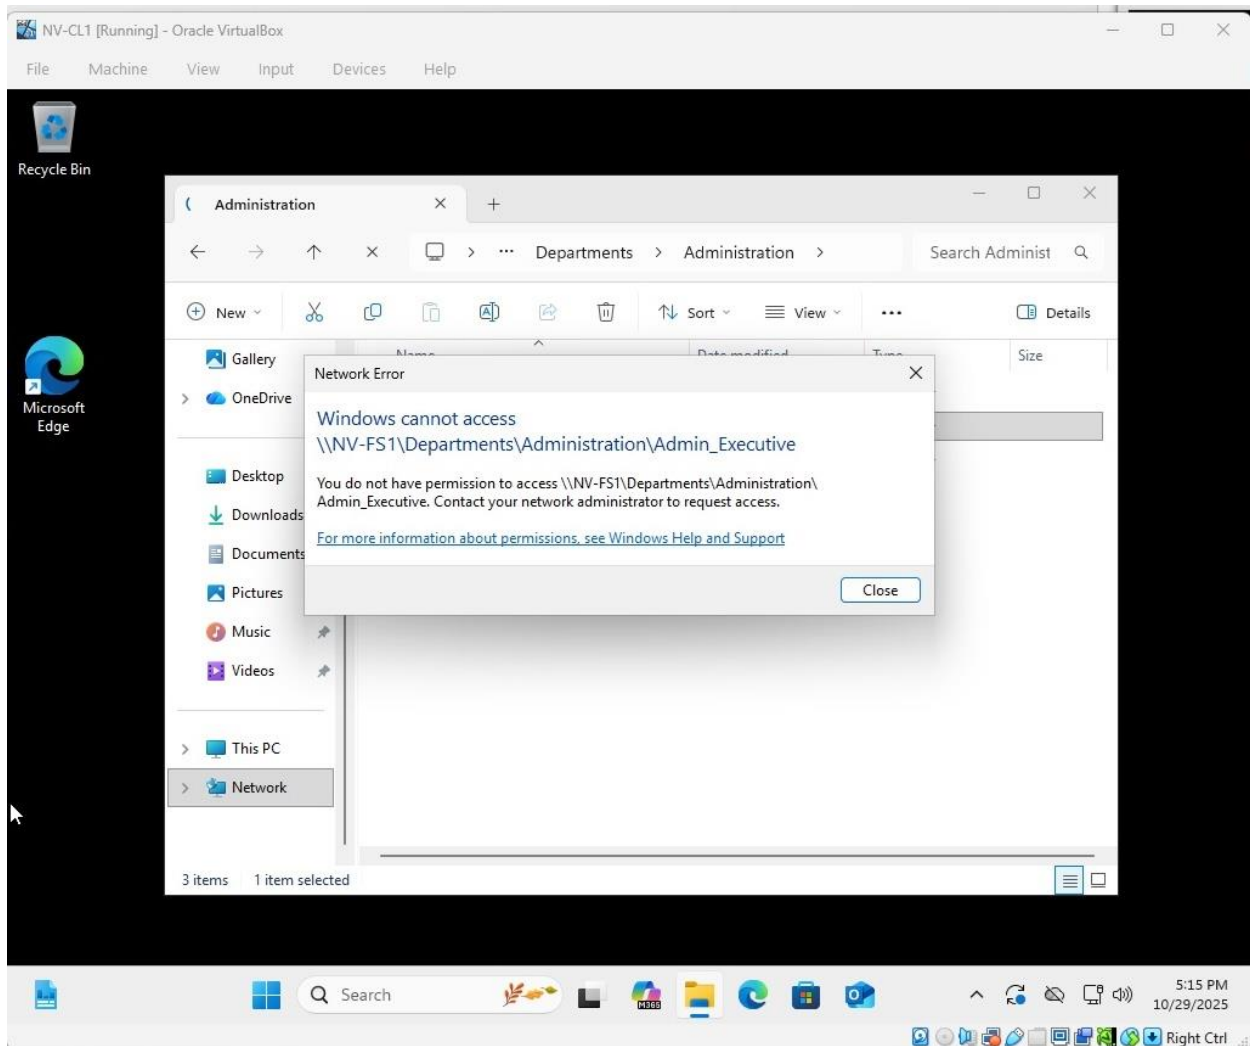 NV-CL1 [Running] - Oracle VirtualBox
File Machine View Input Devices Help
Recycle Bin
Administration
··· Departments > Administration >
Search Administ
New
Sort
View
Details
Gallery
OneDrive
Name
Date modified
Type
Size
Network Error
Windows cannot access
\\NV-FS1\Departments\Administration\Admin_Executive
You do not have permission to access \\NV-FS1\Departments\Administration\
Admin_Executive. Contact your network administrator to request access.
For more information about permissions, see Windows Help and Support
Close
Microsoft
Edge
Desktop
Downloads
Documents
Pictures
Music
Videos
This PC
Network
3 items 1 item selected
Search
M365
5:15 PM
10/29/2025
Right Ctrl